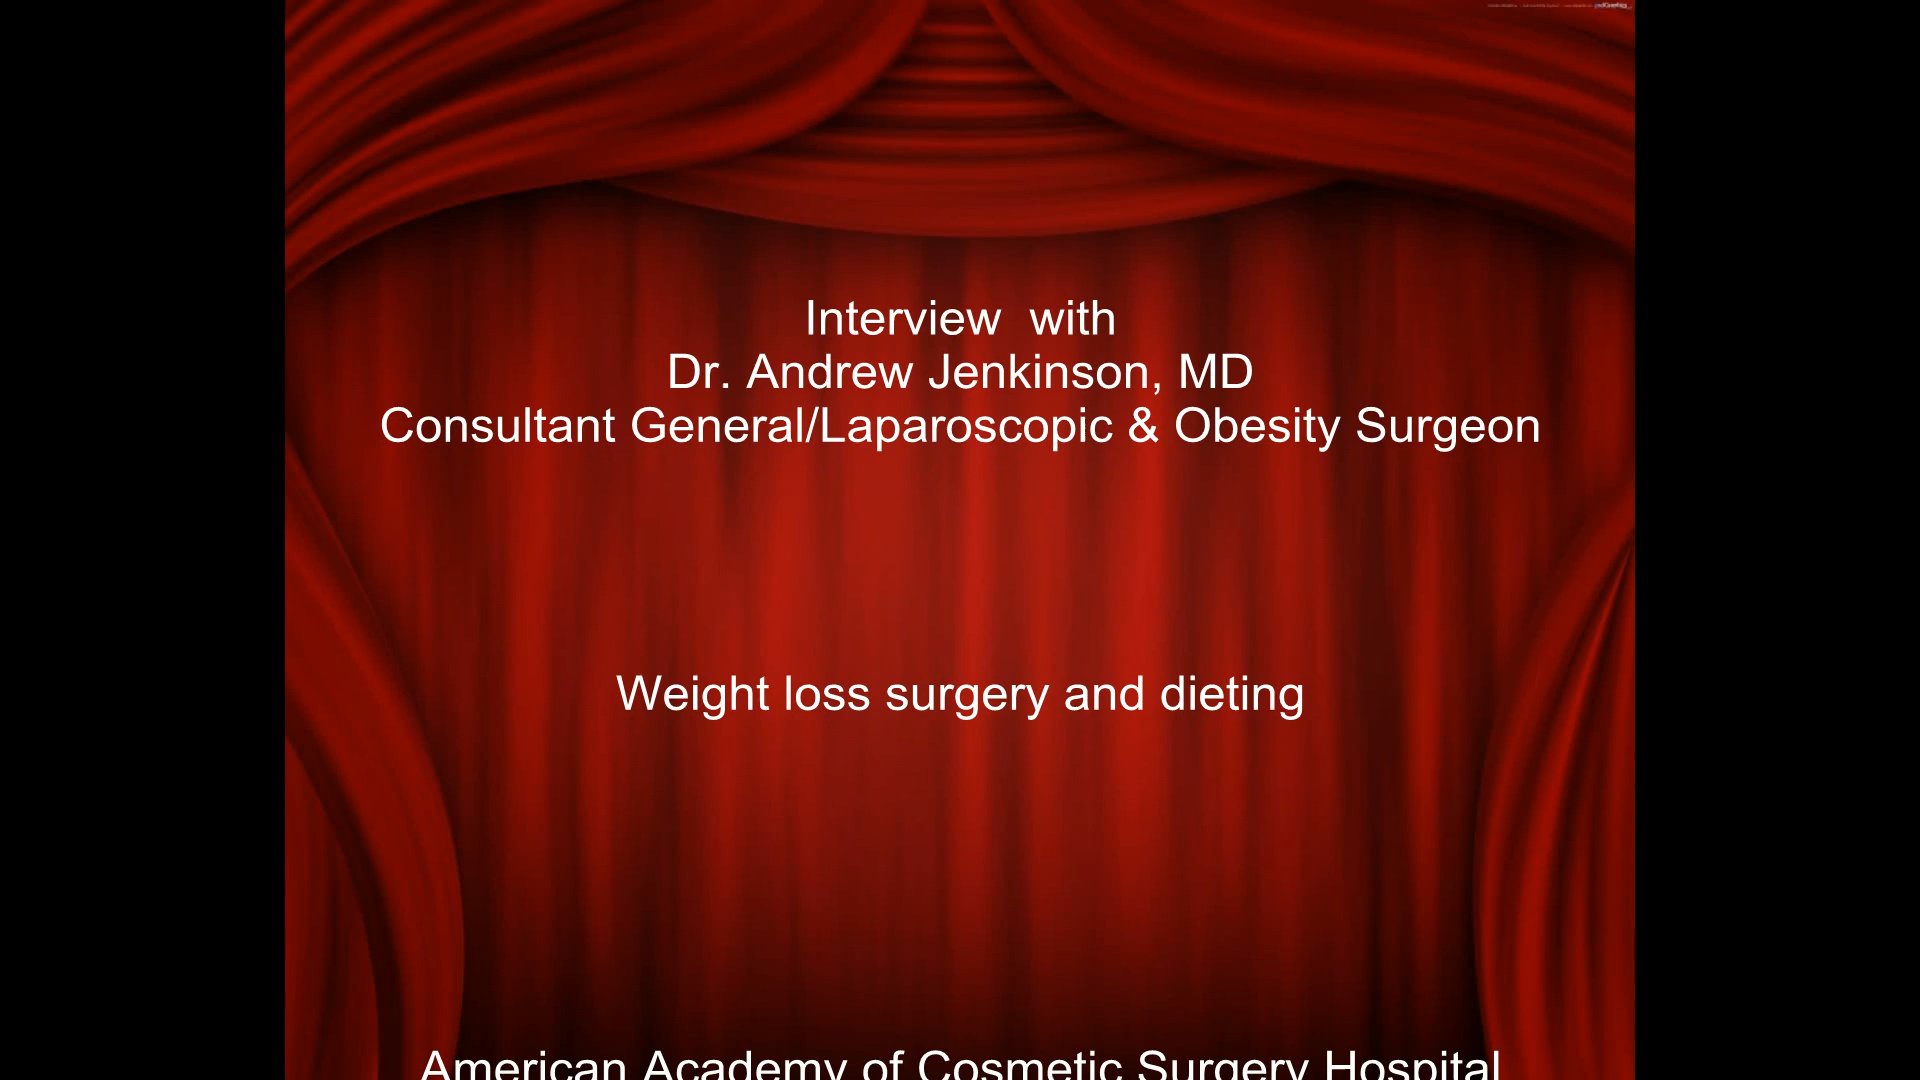 Interview with
Dr. Andrew Jenkinson, MD
Consultant General/Laparoscopic & Obesity Surgeon
Weight loss surgery and dieting
American Academy of Cosmetic Surgery Hospital